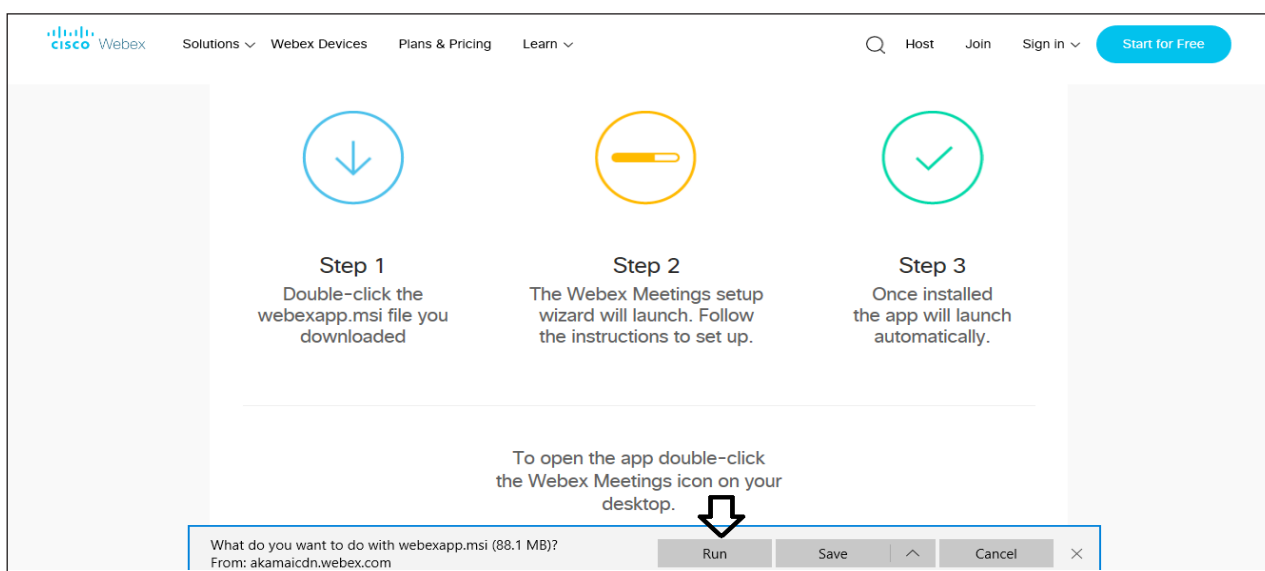 cisco Webex Solutions Webex Devices Plans & Pricing Learn Host Join Sign in Start for Free
Step 1
Double-click the
webexapp.msi file you
downloaded
Step 2
The Webex Meetings setup
wizard will launch. Follow
the instructions to set up.
Step 3
Once installed
the app will launch
automatically.
To open the app double-click
the Webex Meetings icon on your
desktop.
What do you want to do with webexapp.msi (88.1 MB)?
From: akamaicdn.webex.com
Run Save Cancel